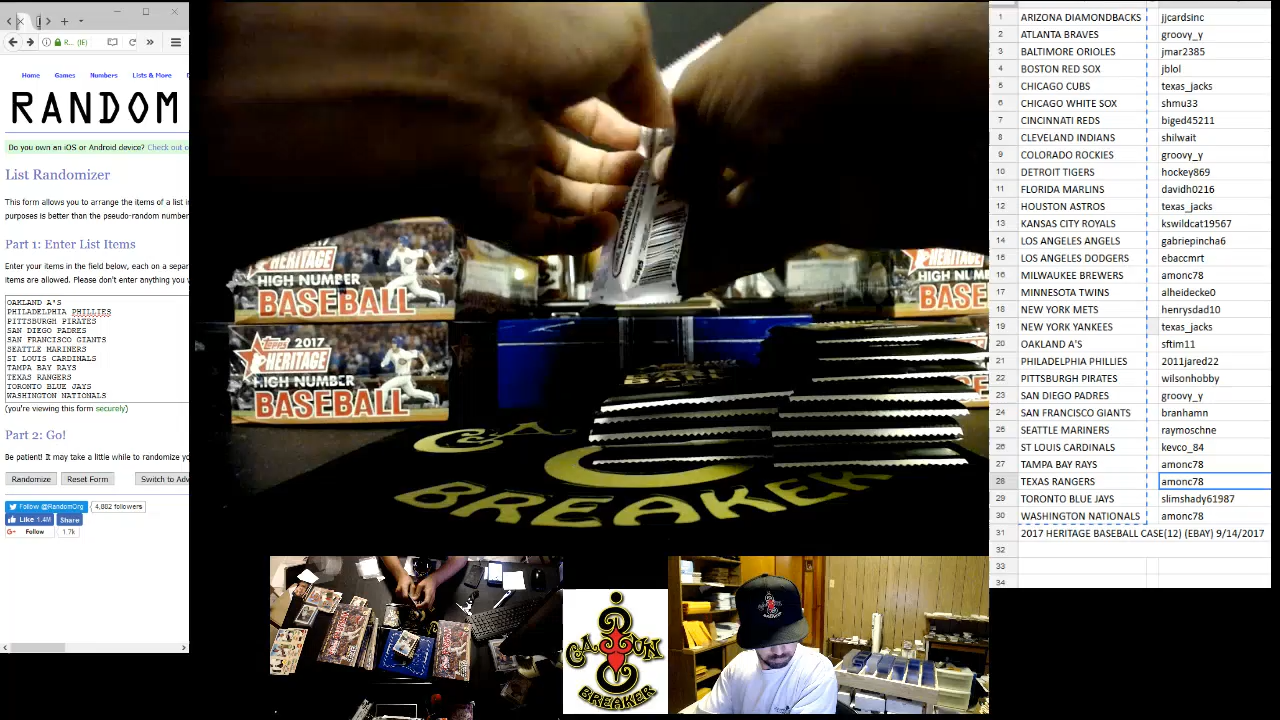 R... (IE)
Home Games Numbers Lists & More
RANDOM
Do you own an iOS or Android device? Check out o
List Randomizer
This form allows you to arrange the items of a list in
purposes is better than the pseudo-random number
Part 1: Enter List Items
Enter your items in the field below, each on a separ
items are allowed. Please don't enter anything you w
OAKLAND A'S
PHILADELPHIA PHILLIES
PITTSBURGH PIRATES
SAN DIEGO PADRES
SAN FRANCISCO GIANTS
SEATTLE MARINERS
ST LOUIS CARDINALS
TAMPA BAY RAYS
TEXAS RANGERS
TORONTO BLUE JAYS
WASHINGTON NATIONALS
(you're viewing this form securely)
Part 2: Go!
Be patient! It may take a little while to randomize yo
Randomize Reset Form Switch to Adv
Follow @RandomOrg 4,882 followers
Like 1.4M Share
G+ Follow 1.7k
2017
HERITAGE
HIGH NUMBER
BASEBALL
HERITAGE
HIGH NUM
BASEB
Topps 2017
HERITAGE
HIGH NUMBER
BASEBALL
CA
BREAKER
CAJUN
BREAKER
1 ARIZONA DIAMONDBACKS jjcardsinc
2 ATLANTA BRAVES groovy_y
3 BALTIMORE ORIOLES jmar2385
4 BOSTON RED SOX jblol
5 CHICAGO CUBS texas_jacks
6 CHICAGO WHITE SOX shmu33
7 CINCINNATI REDS biged45211
8 CLEVELAND INDIANS shilwait
9 COLORADO ROCKIES groovy_y
10 DETROIT TIGERS hockey869
11 FLORIDA MARLINS davidh0216
12 HOUSTON ASTROS texas_jacks
13 KANSAS CITY ROYALS kswildcat19567
14 LOS ANGELES ANGELS gabriepincha6
15 LOS ANGELES DODGERS ebaccmrt
16 MILWAUKEE BREWERS amonc78
17 MINNESOTA TWINS alheidecke0
18 NEW YORK METS henrysdad10
19 NEW YORK YANKEES texas_jacks
20 OAKLAND A'S sftim11
21 PHILADELPHIA PHILLIES 2011jared22
22 PITTSBURGH PIRATES wilsonhobby
23 SAN DIEGO PADRES groovy_y
24 SAN FRANCISCO GIANTS branhamn
25 SEATTLE MARINERS raymoschne
26 ST LOUIS CARDINALS kevco_84
27 TAMPA BAY RAYS amonc78
28 TEXAS RANGERS amonc78
29 TORONTO BLUE JAYS slimshady61987
30 WASHINGTON NATIONALS amonc78
31 2017 HERITAGE BASEBALL CASE(12) (EBAY) 9/14/2017
32
33
34